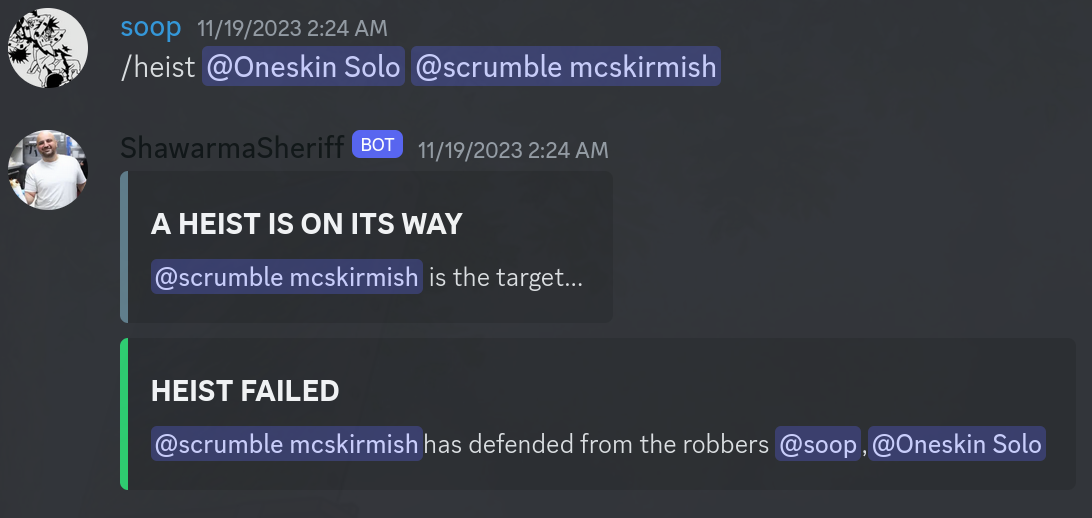 soop 11/19/2023 2:24 AM
/heist @Oneskin Solo @scrumble mcskirmish
ShawarmaSheriff BOT 11/19/2023 2:24 AM
A HEIST IS ON ITS WAY
@scrumble mcskirmish is the target...
HEIST FAILED
@scrumble mcskirmishhas defended from the robbers @soop,@Oneskin Solo